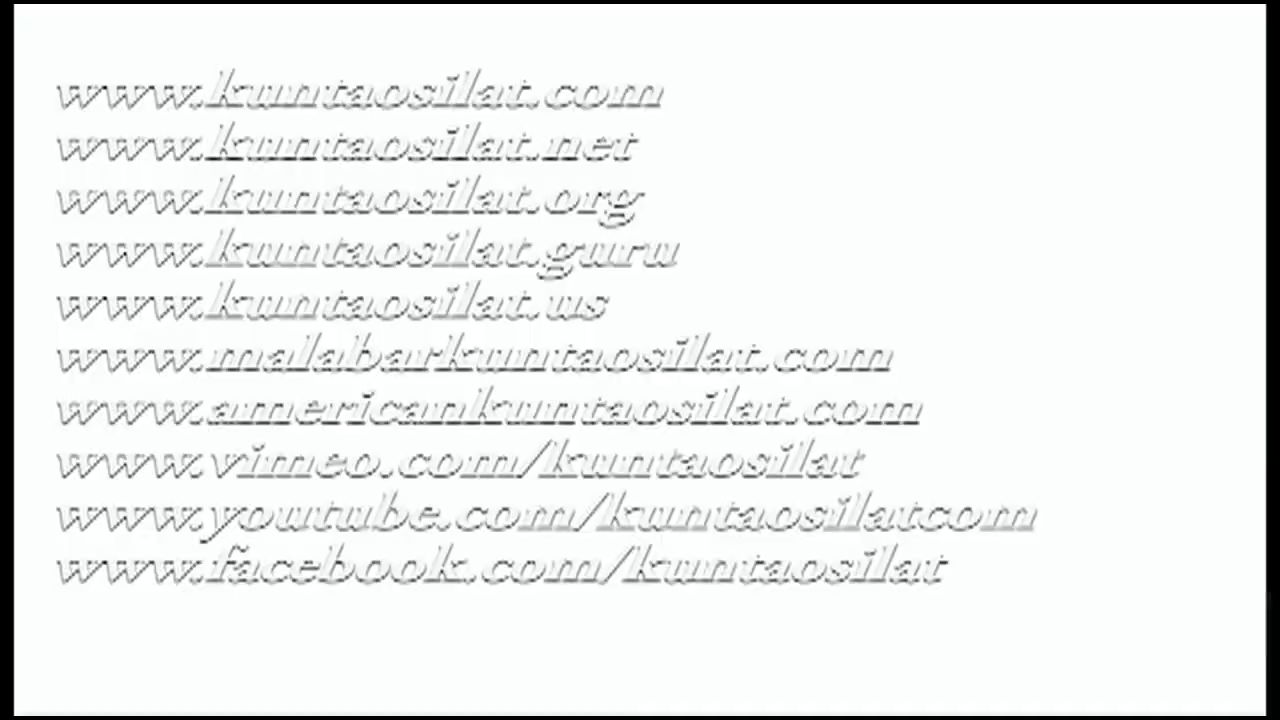 www.kuntaosilat.com
www.kuntaosilat.net
www.kuntaosilat.org
www.kuntaosilat.guru
www.kuntaosilat.us
www.malabarkuntaosilat.com
www.americankuntaosilat.com
www.vimeo.com/kuntaosilat
www.youtube.com/kuntaosilatcom
www.facebook.com/kuntaosilat